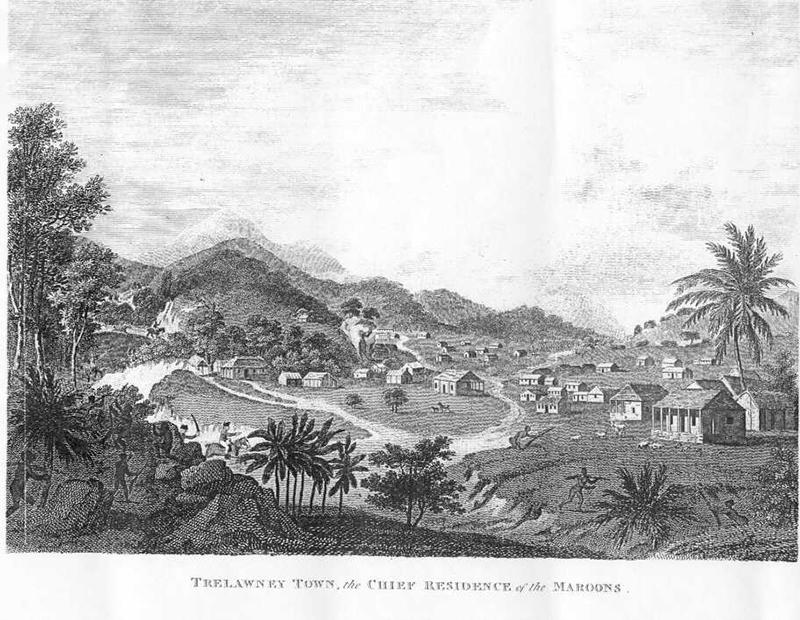 TRELAWNEY TOWN, the CHIEF RESIDENCE of the MAROONS.